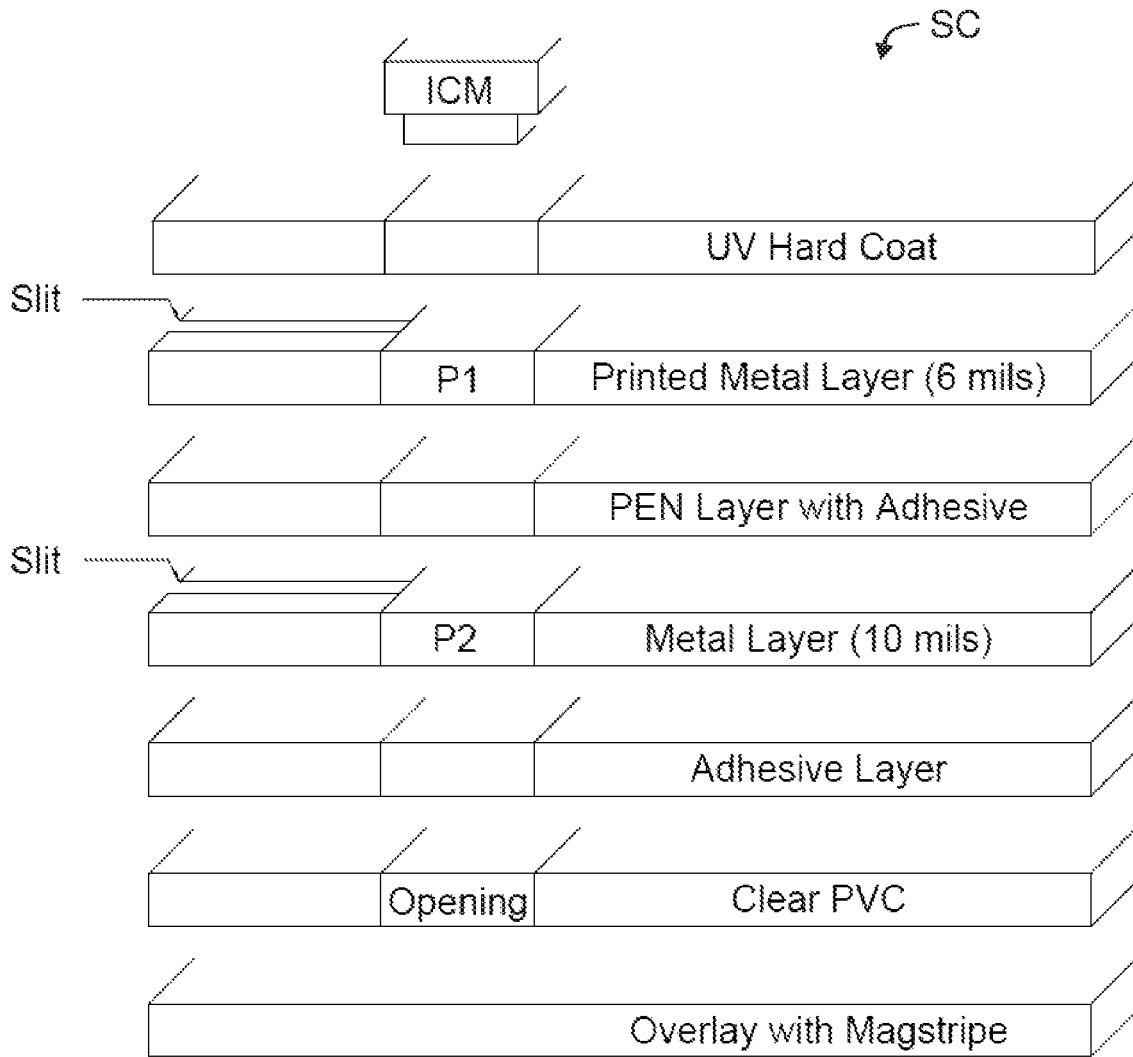 SC
ICM
UV Hard Coat
Slit
P1 Printed Metal Layer (6 mils)
PEN Layer with Adhesive
Slit
P2 Metal Layer (10 mils)
Adhesive Layer
Opening Clear PVC
Overlay with Magstripe